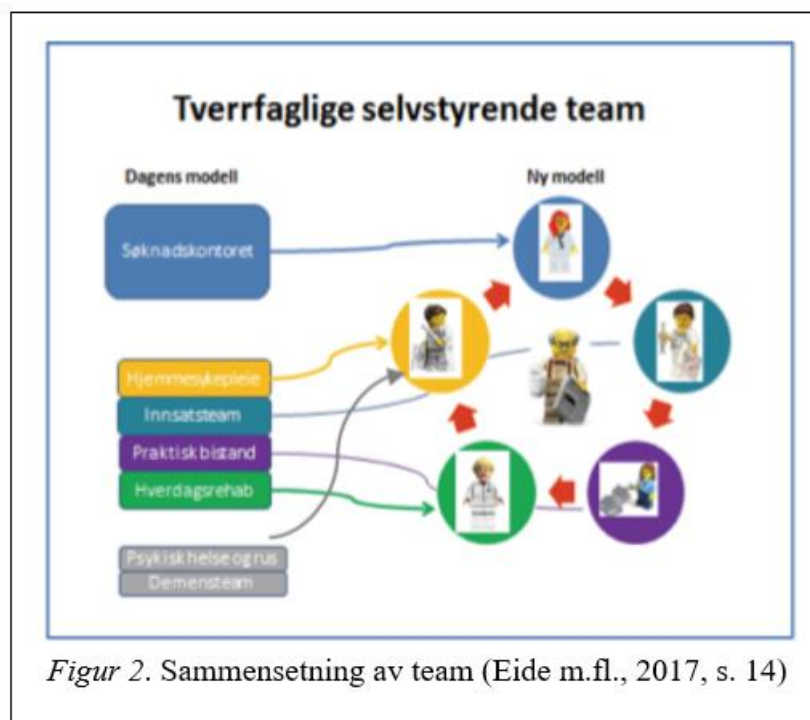 Tverrfaglige selvstyrende team
Dagens modell
Ny modell
Søknadskontoret
Hjemmesykepleie
Innsatsteam
Praktisk bistand
Hverdagsrehab
Psykisk helse og rus
Demensteam
Figur 2. Sammensetning av team (Eide m.fl., 2017, s. 14)